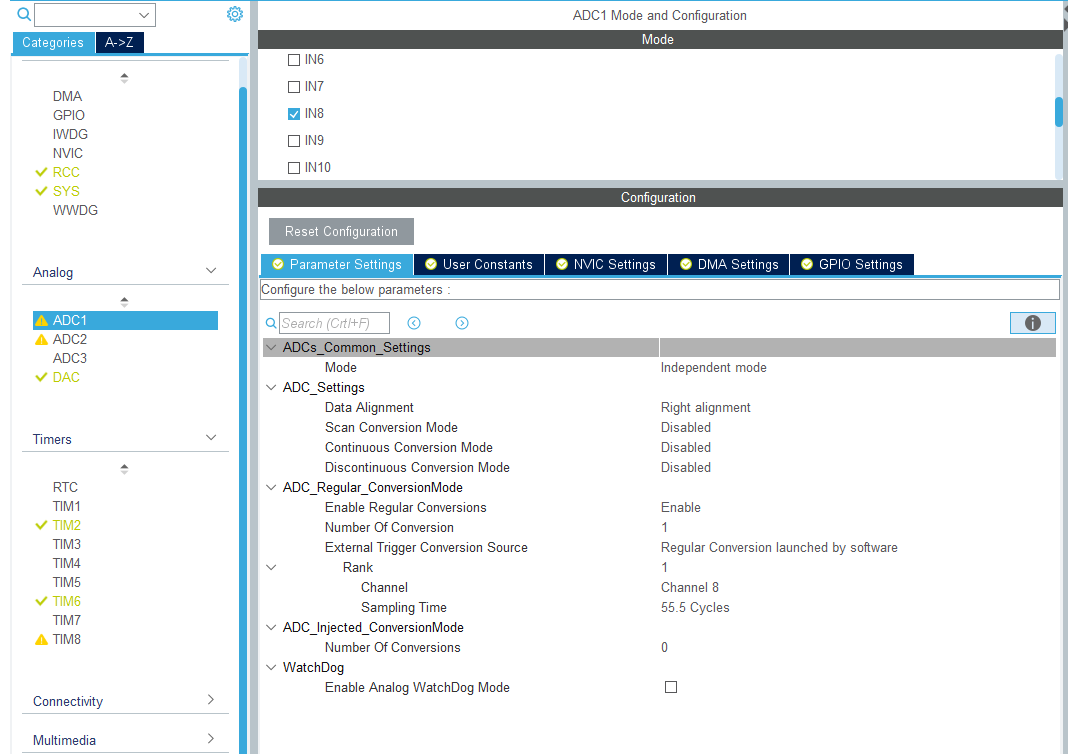 ADC1 Mode and Configuration
Categories A->Z
Mode
IN6
IN7
IN8
IN9
IN10
DMA
GPIO
IWDG
NVIC
RCC
SYS
WWDG
Analog
ADC1
ADC2
ADC3
DAC
Timers
RTC
TIM1
TIM2
TIM3
TIM4
TIM5
TIM6
TIM7
TIM8
Connectivity
Multimedia
Configuration
Reset Configuration
Parameter Settings User Constants NVIC Settings DMA Settings GPIO Settings
Configure the below parameters :
Search (CrtI+F)
ADCs_Common_Settings
Mode Independent mode
ADC_Settings
Data Alignment Right alignment
Scan Conversion Mode Disabled
Continuous Conversion Mode Disabled
Discontinuous Conversion Mode Disabled
ADC_Regular_ConversionMode
Enable Regular Conversions Enable
Number Of Conversion 1
External Trigger Conversion Source Regular Conversion launched by software
Rank 1
Channel Channel 8
Sampling Time 55.5 Cycles
ADC_Injected_ConversionMode
Number Of Conversions 0
WatchDog
Enable Analog WatchDog Mode